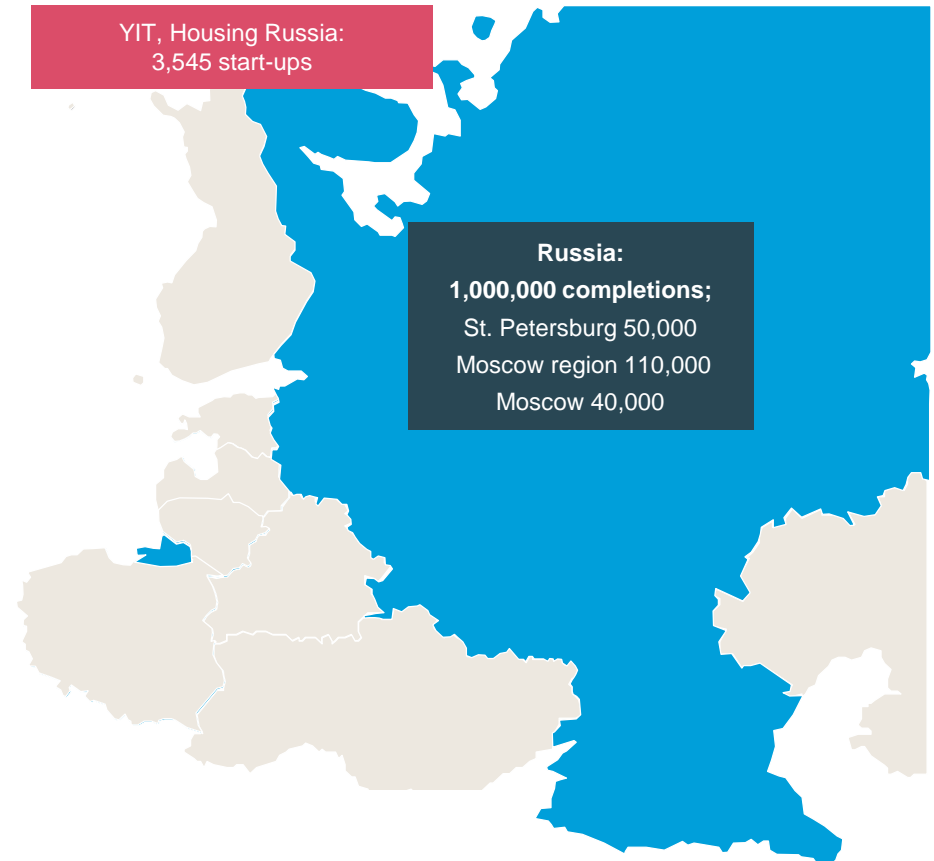 YIT, Housing Russia:
3,545 start-ups
Russia:
1,000,000 completions;
St. Petersburg 50,000
Moscow region 110,000
Moscow 40,000